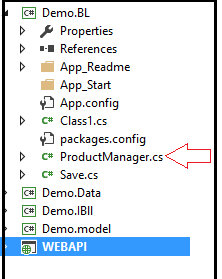 Demo.BL
Properties
References
App_Readme
App_Start
App.config
C# Class1.cs
packages.config
C# ProductManager.cs
C# Save.cs
C# Demo.Data
C# Demo.IBll
C# Demo.model
WEBAPI